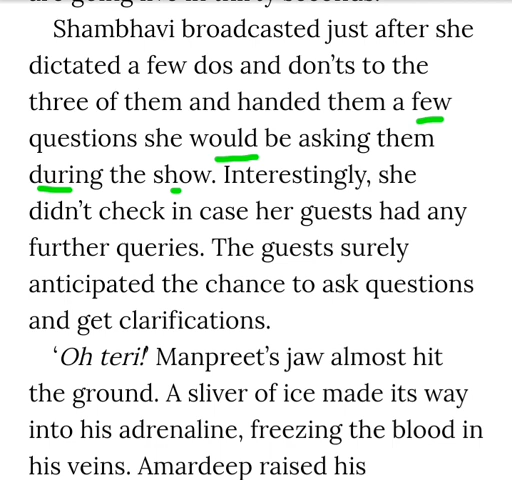 Shambhavi broadcasted just after she
dictated a few dos and don'ts to the
three of them and handed them a few
questions she would be asking them
during the show. Interestingly, she
didn't check in case her guests had any
further queries. The guests surely
anticipated the chance to ask questions
and get clarifications.
'Oh teri!' Manpreet's jaw almost hit
the ground. A sliver of ice made its way
into his adrenaline, freezing the blood in
his veins. Amardeep raised his